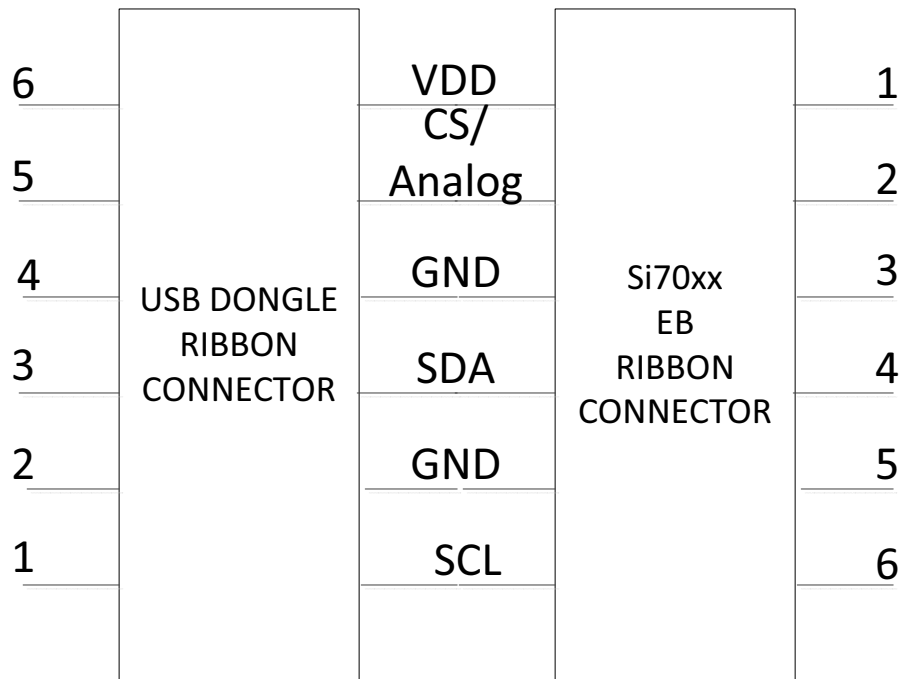 6 VDD 1
CS/
5 Analog 2
4 GND 3
USB DONGLE
RIBBON
CONNECTOR
Si70xx
EB
RIBBON
CONNECTOR
3 SDA 4
2 GND 5
1 SCL 6